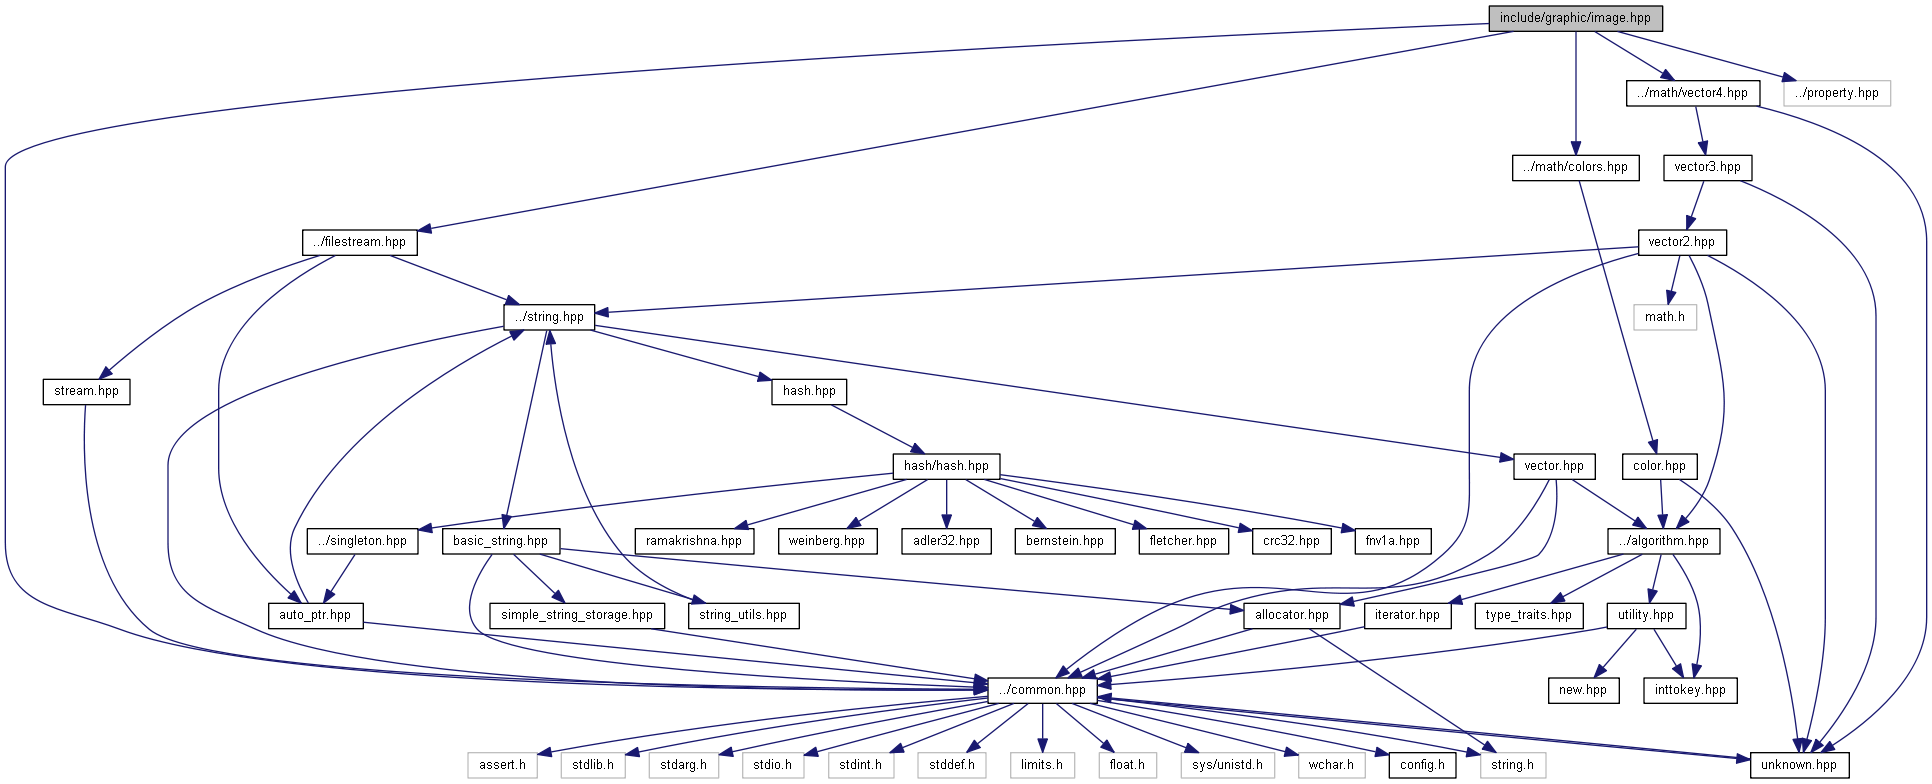 include/graphic/image.hpp
../math/vector4.hpp
../property.hpp
../math/colors.hpp
vector3.hpp
../filestream.hpp
vector2.hpp
../string.hpp
math.h
stream.hpp
hash.hpp
hash/hash.hpp
vector.hpp
color.hpp
../singleton.hpp
basic_string.hpp
ramakrishna.hpp
weinberg.hpp
adler32.hpp
bernstein.hpp
fletcher.hpp
crc32.hpp
fnv1a.hpp
../algorithm.hpp
auto_ptr.hpp
simple_string_storage.hpp
string_utils.hpp
allocator.hpp
iterator.hpp
type_traits.hpp
utility.hpp
../common.hpp
new.hpp
inttokey.hpp
assert.h
stdlib.h
stdarg.h
stdio.h
stdint.h
stddef.h
limits.h
float.h
sys/unistd.h
wchar.h
config.h
string.h
unknown.hpp